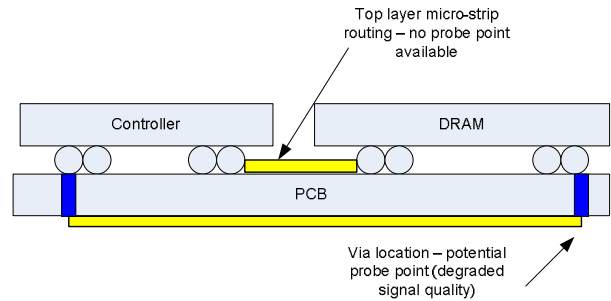 Top layer micro-strip
routing – no probe point
available
Controller
DRAM
PCB
Via location – potential
probe point (degraded
signal quality)